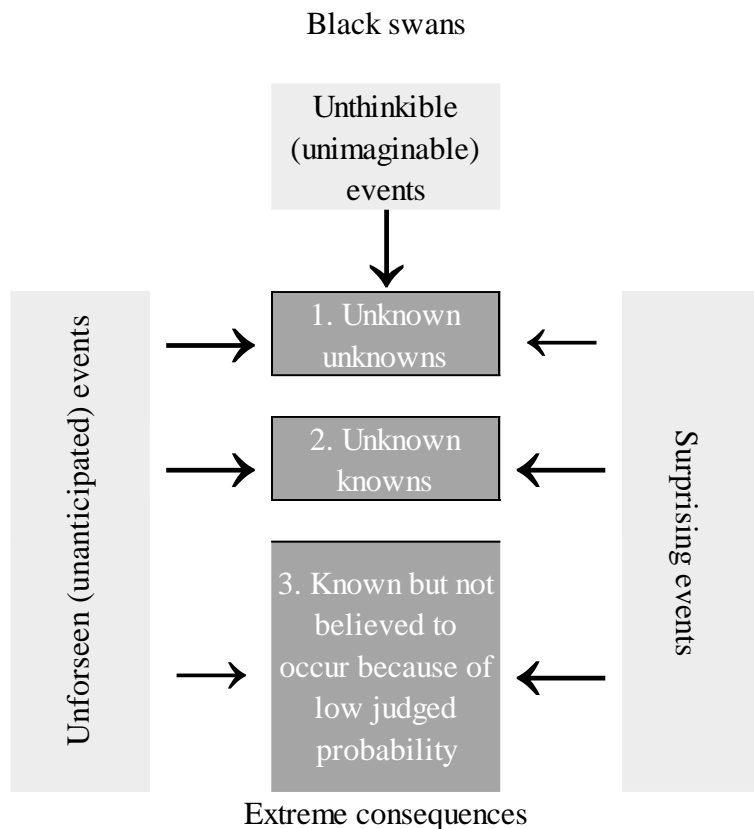 Black swans
Unthinkible
(unimaginable)
events
Unforseen (unanticipated) events
1. Unknown
unknowns
2. Unknown
knowns
3. Known but not
believed to
occur because of
low judged
probability
Surprising events
Extreme consequences